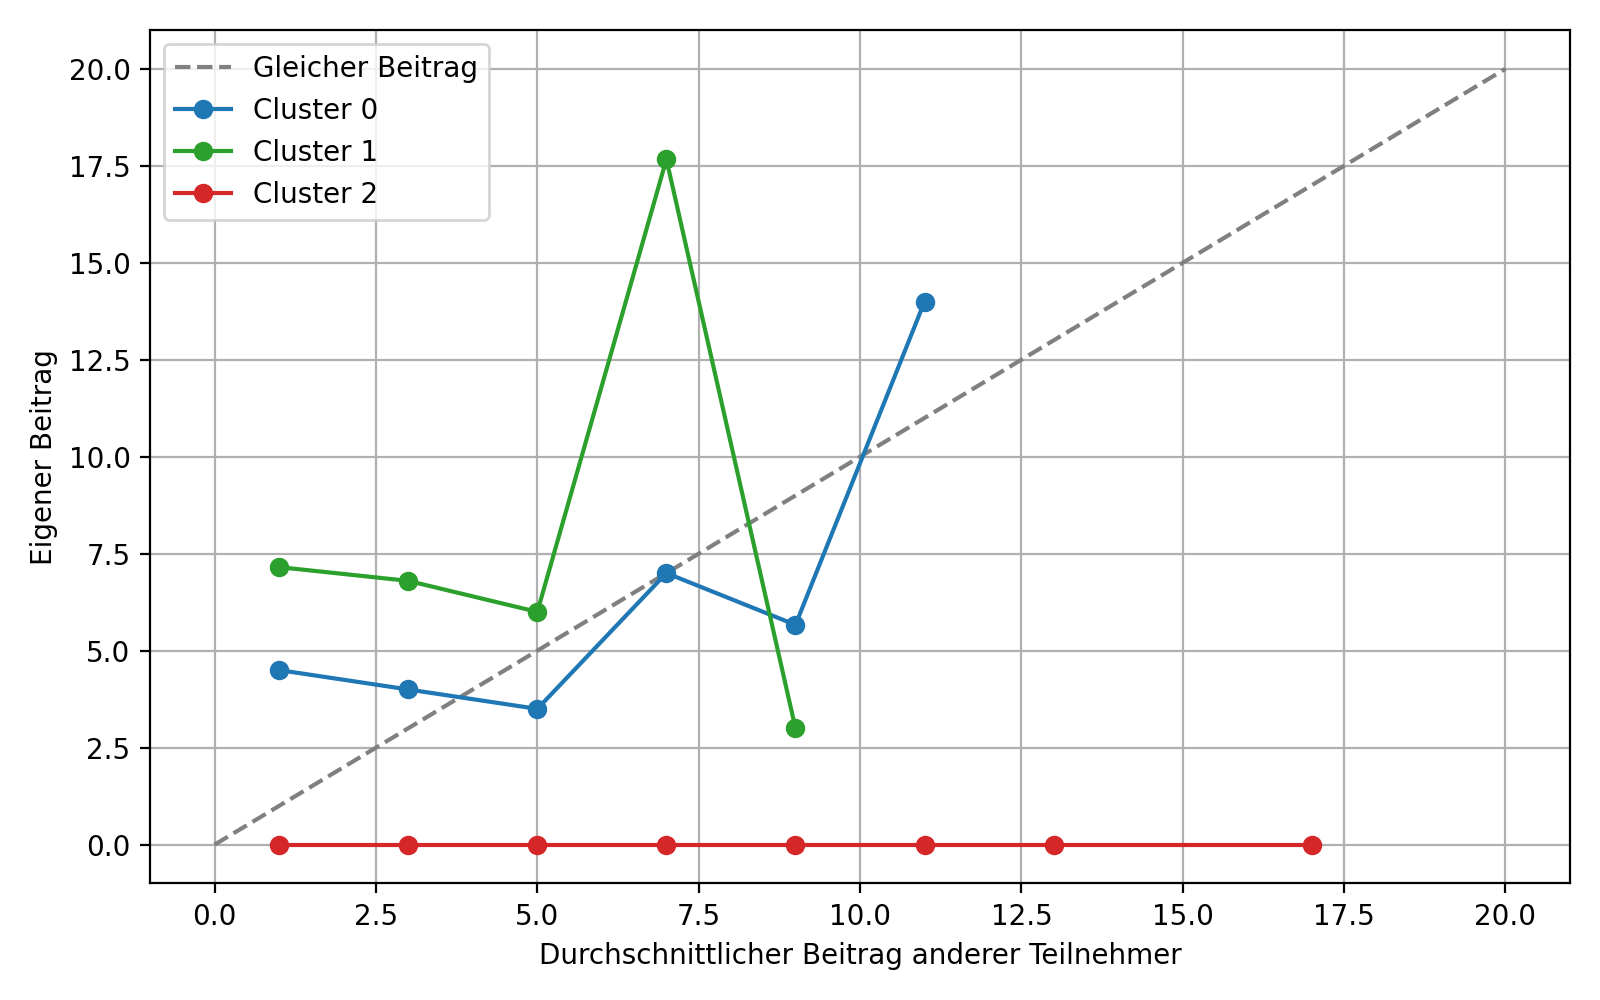 Gleicher Beitrag
Cluster 0
Cluster 1
Cluster 2
20.0
17.5
15.0
12.5
10.0
7.5
5.0
2.5
0.0
Eigener Beitrag
0.0 2.5 5.0 7.5 10.0 12.5 15.0 17.5 20.0
Durchschnittlicher Beitrag anderer Teilnehmer